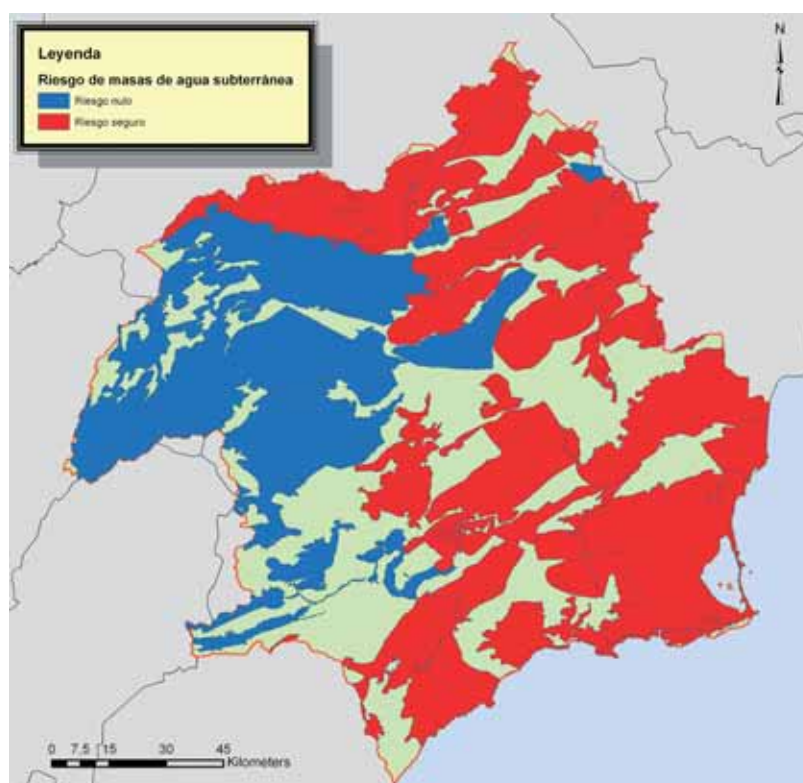 Leyenda
Riesgo de masas de agua subterránea
Riesgo nulo
Riesgo seguro
N
0 7,5 15 30 45
Kilometers